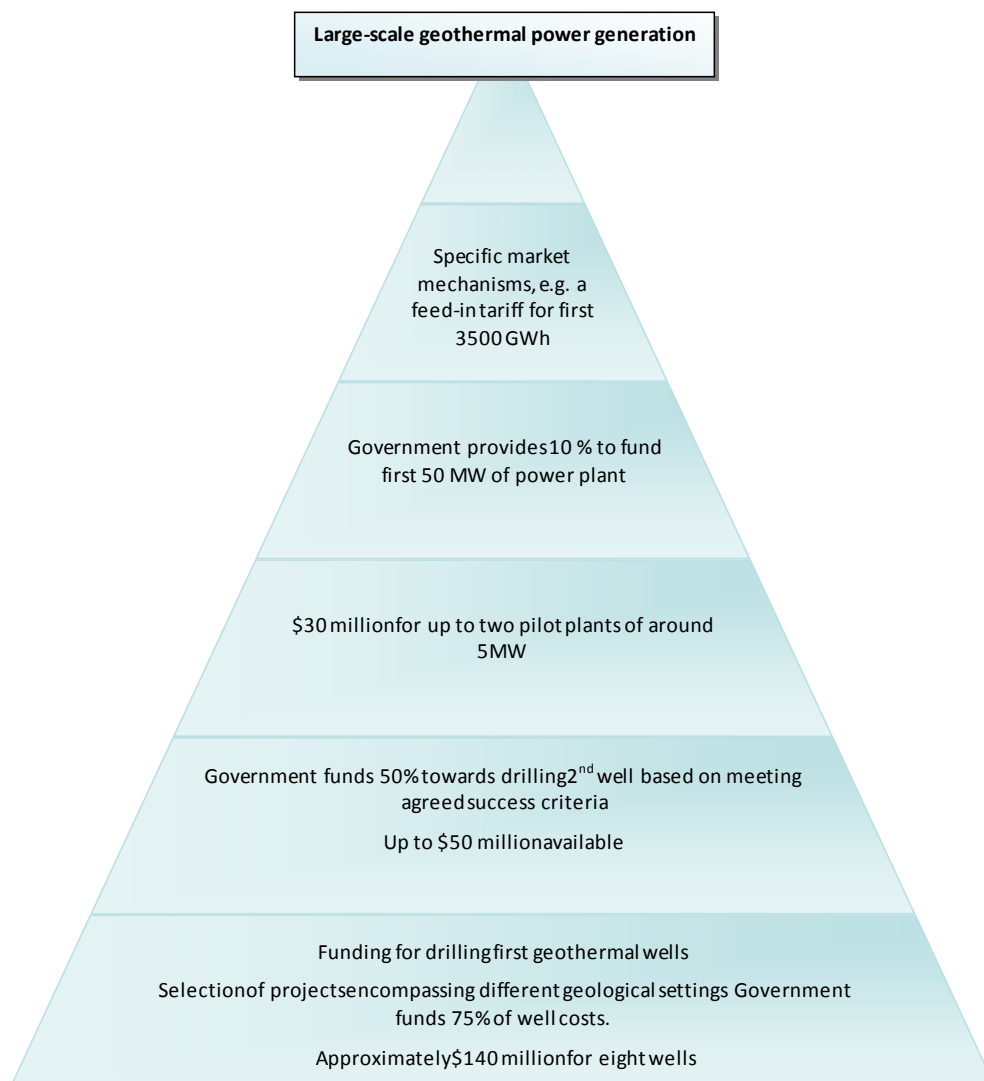 Large-scale geothermal power generation
Specific market
mechanisms, e.g. a
feed-in tariff for first
3500 GWh
Government provides 10 % to fund
first 50 MW of power plant
$30 million for up to two pilot plants of around
5MW
Government funds 50% towards drilling 2nd well based on meeting
agreed success criteria
Up to $50 million available
Funding for drilling first geothermal wells
Selection of projects encompassing different geological settings Government
funds 75% of well costs.
Approximately $140 million for eight wells